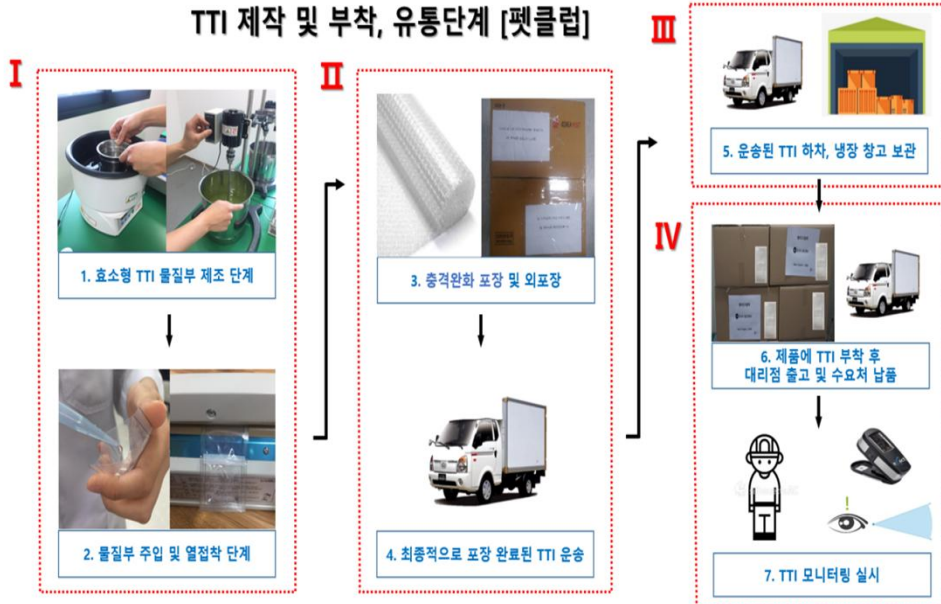 TTI 제작 및 부착, 유통단계 [펫클럽]
I
1. 효소형 TTI 물질부 제조 단계
2. 물질부 주입 및 열접착 단계
II
3. 충격완화 포장 및 외포장
4. 최종적으로 포장 완료된 TTI 운송
III
5. 운송된 TTI 하차, 냉장 창고 보관
IV
6. 제품에 TTI 부착 후
대리점 출고 및 수요처 납품
7. TTI 모니터링 실시